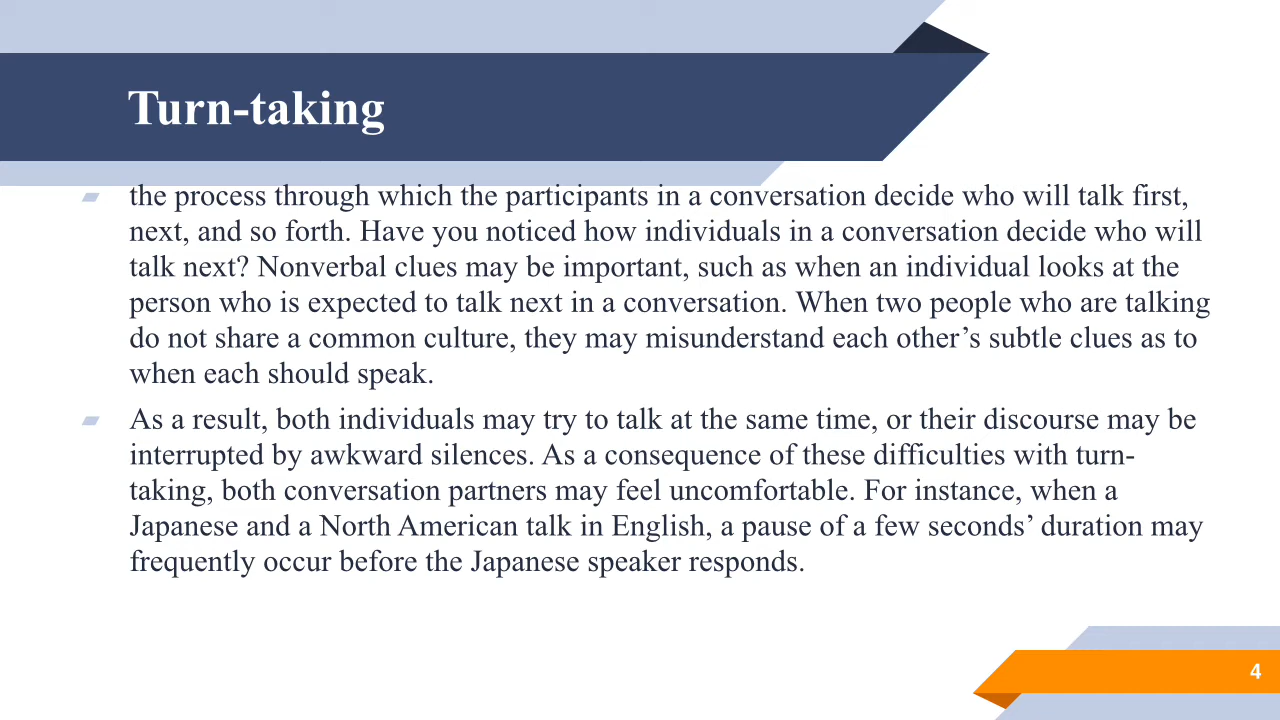 Turn-taking
the process through which the participants in a conversation decide who will talk first,
next, and so forth. Have you noticed how individuals in a conversation decide who will
talk next? Nonverbal clues may be important, such as when an individual looks at the
person who is expected to talk next in a conversation. When two people who are talking
do not share a common culture, they may misunderstand each other’s subtle clues as to
when each should speak.
As a result, both individuals may try to talk at the same time, or their discourse may be
interrupted by awkward silences. As a consequence of these difficulties with turn-
taking, both conversation partners may feel uncomfortable. For instance, when a
Japanese and a North American talk in English, a pause of a few seconds’ duration may
frequently occur before the Japanese speaker responds.
4